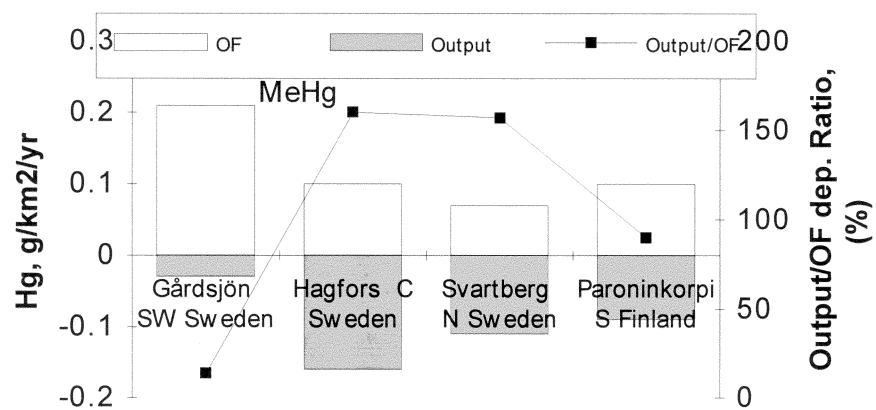 OF Output Output/OF
MeHg
Hg, g/km2/yr
0.3
0.2
0.1
0
-0.1
-0.2
Gårdsjön
SW Sweden
Hagfors C
Sweden
Svartberg
N Sweden
Paroninkorpi
S Finland
200
150
100
50
0
Output/OF dep. Ratio,
(%)